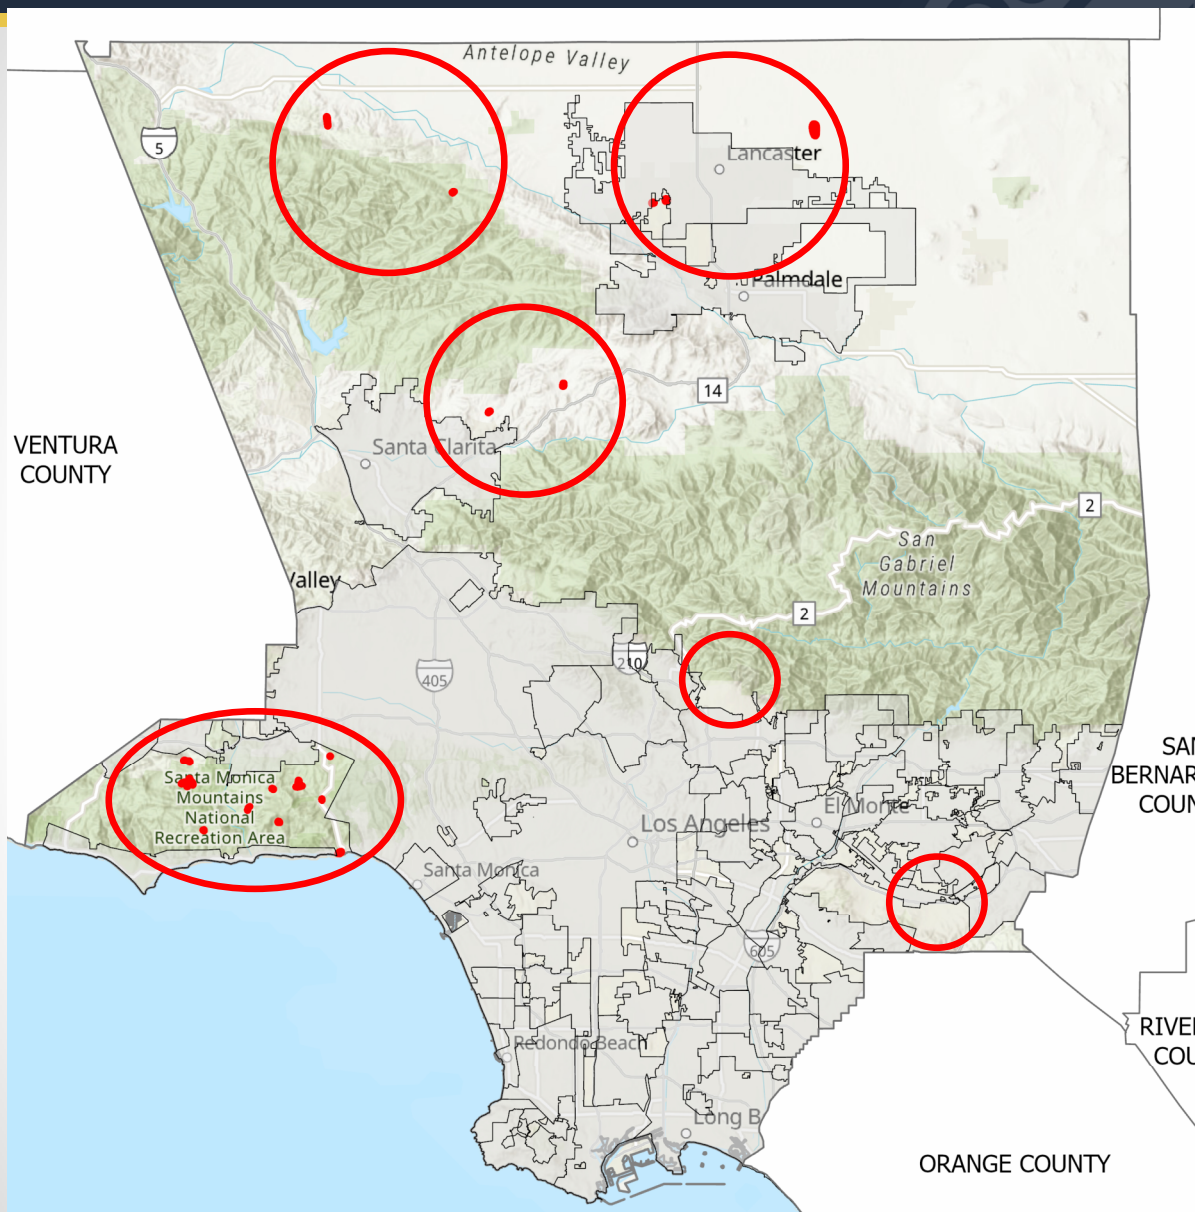 Antelope Valley
5
Lancaster
Palmdale
14
VENTURA
COUNTY
Santa Clarita
2
San
Gabriel
Mountains
Valley
2
210
405
SAN
BERNAR
COUN
Santa Monica
Mountains
National
Recreation Area
El Monte
Los Angeles
Santa Monica
605
RIVE
COU
Redondo Beach
Long B
ORANGE COUNTY